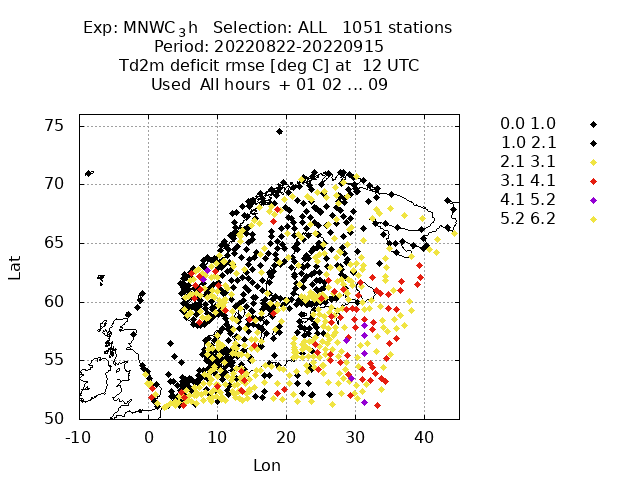 Exp: MNWC_3h   Selection: ALL   1051 stations
Period: 20220822-20220915
Td2m deficit rmse [deg C] at  12 UTC
Used  All hours  + 01 02 ... 09
0.0 1.0
1.0 2.1
2.1 3.1
3.1 4.1
4.1 5.2
5.2 6.2
75
70
65
60
55
50
Lat
-10 0 10 20 30 40
Lon